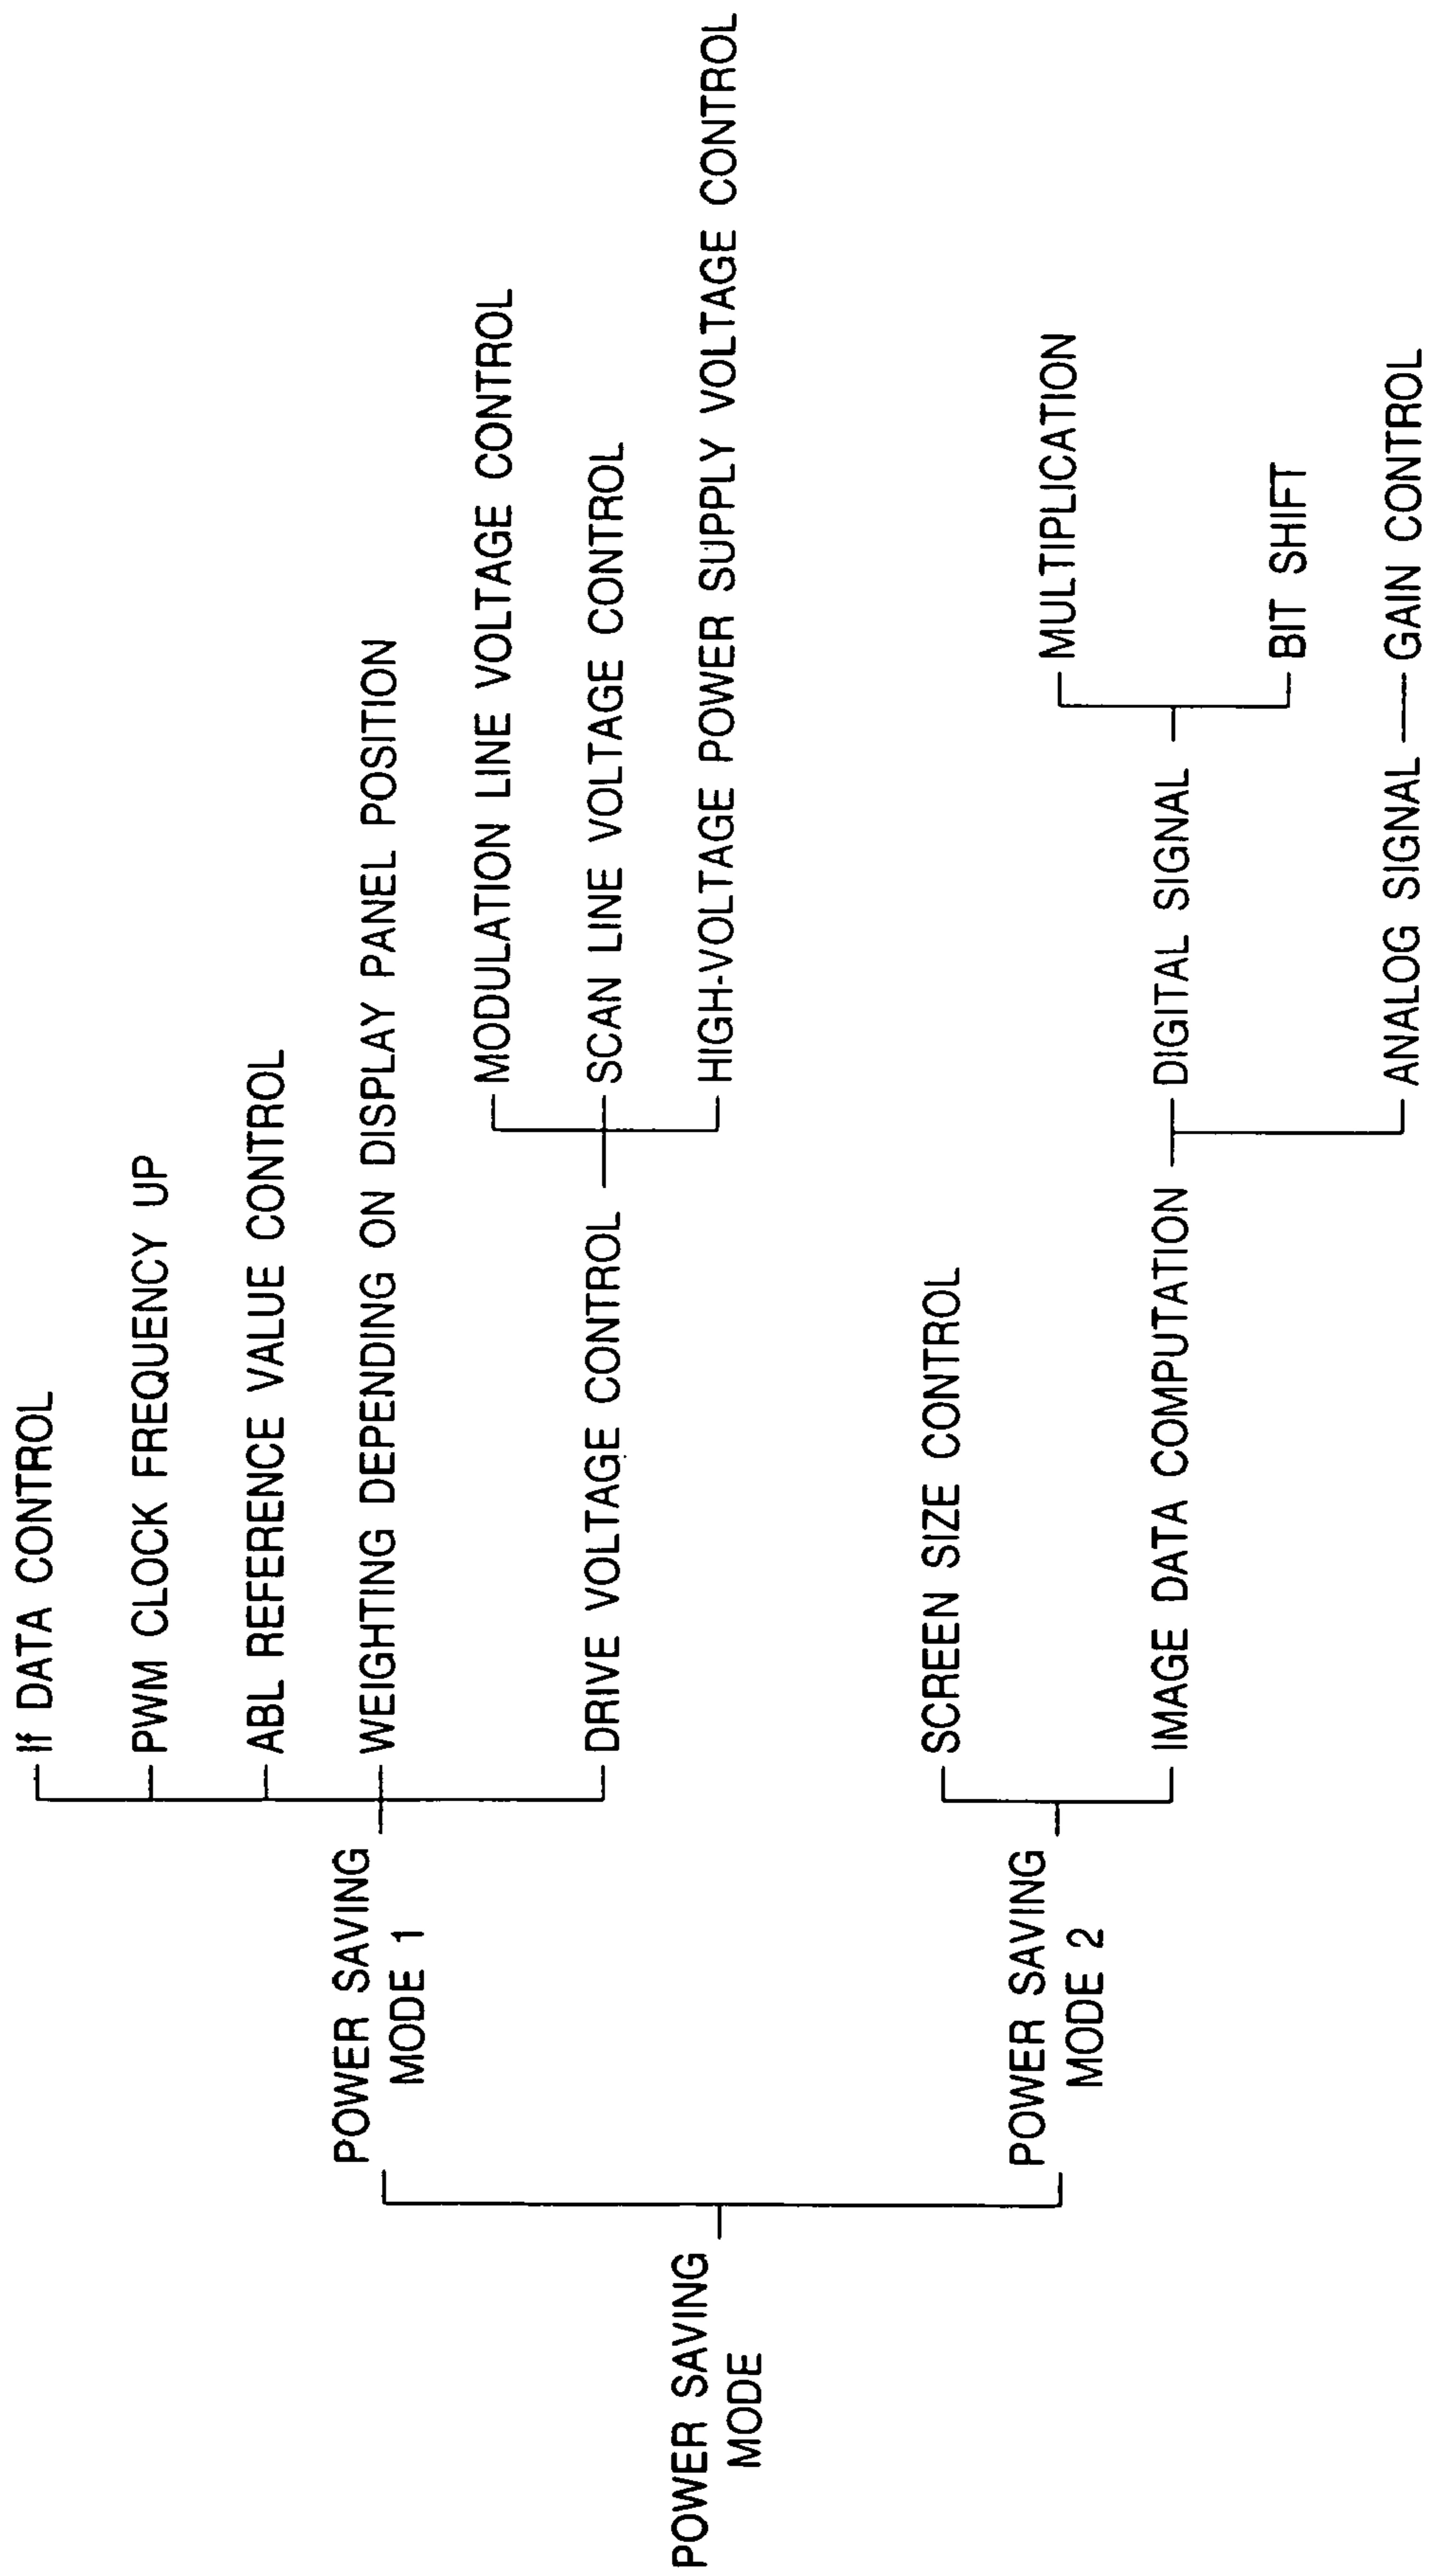 POWER SAVING
MODE
POWER SAVING
MODE 1
If DATA CONTROL
PWM CLOCK FREQUENCY UP
ABL REFERENCE VALUE CONTROL
WEIGHTING DEPENDING ON DISPLAY PANEL POSITION
DRIVE VOLTAGE CONTROL
MODULATION LINE VOLTAGE CONTROL
SCAN LINE VOLTAGE CONTROL
HIGH-VOLTAGE POWER SUPPLY VOLTAGE CONTROL
POWER SAVING
MODE 2
SCREEN SIZE CONTROL
IMAGE DATA COMPUTATION
DIGITAL SIGNAL
MULTIPLICATION
BIT SHIFT
ANALOG SIGNAL
GAIN CONTROL